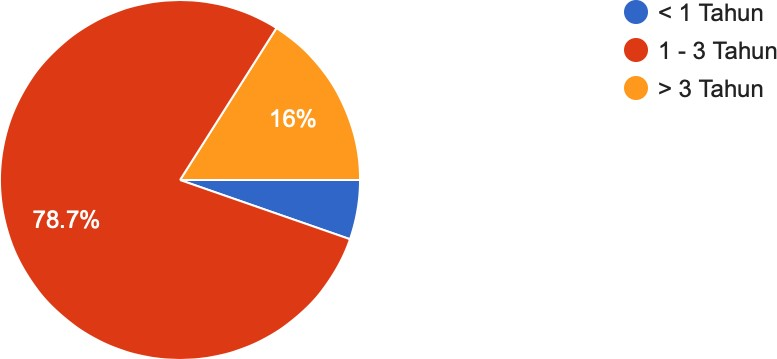 < 1 Tahun
1 - 3 Tahun
> 3 Tahun
16%
78.7%